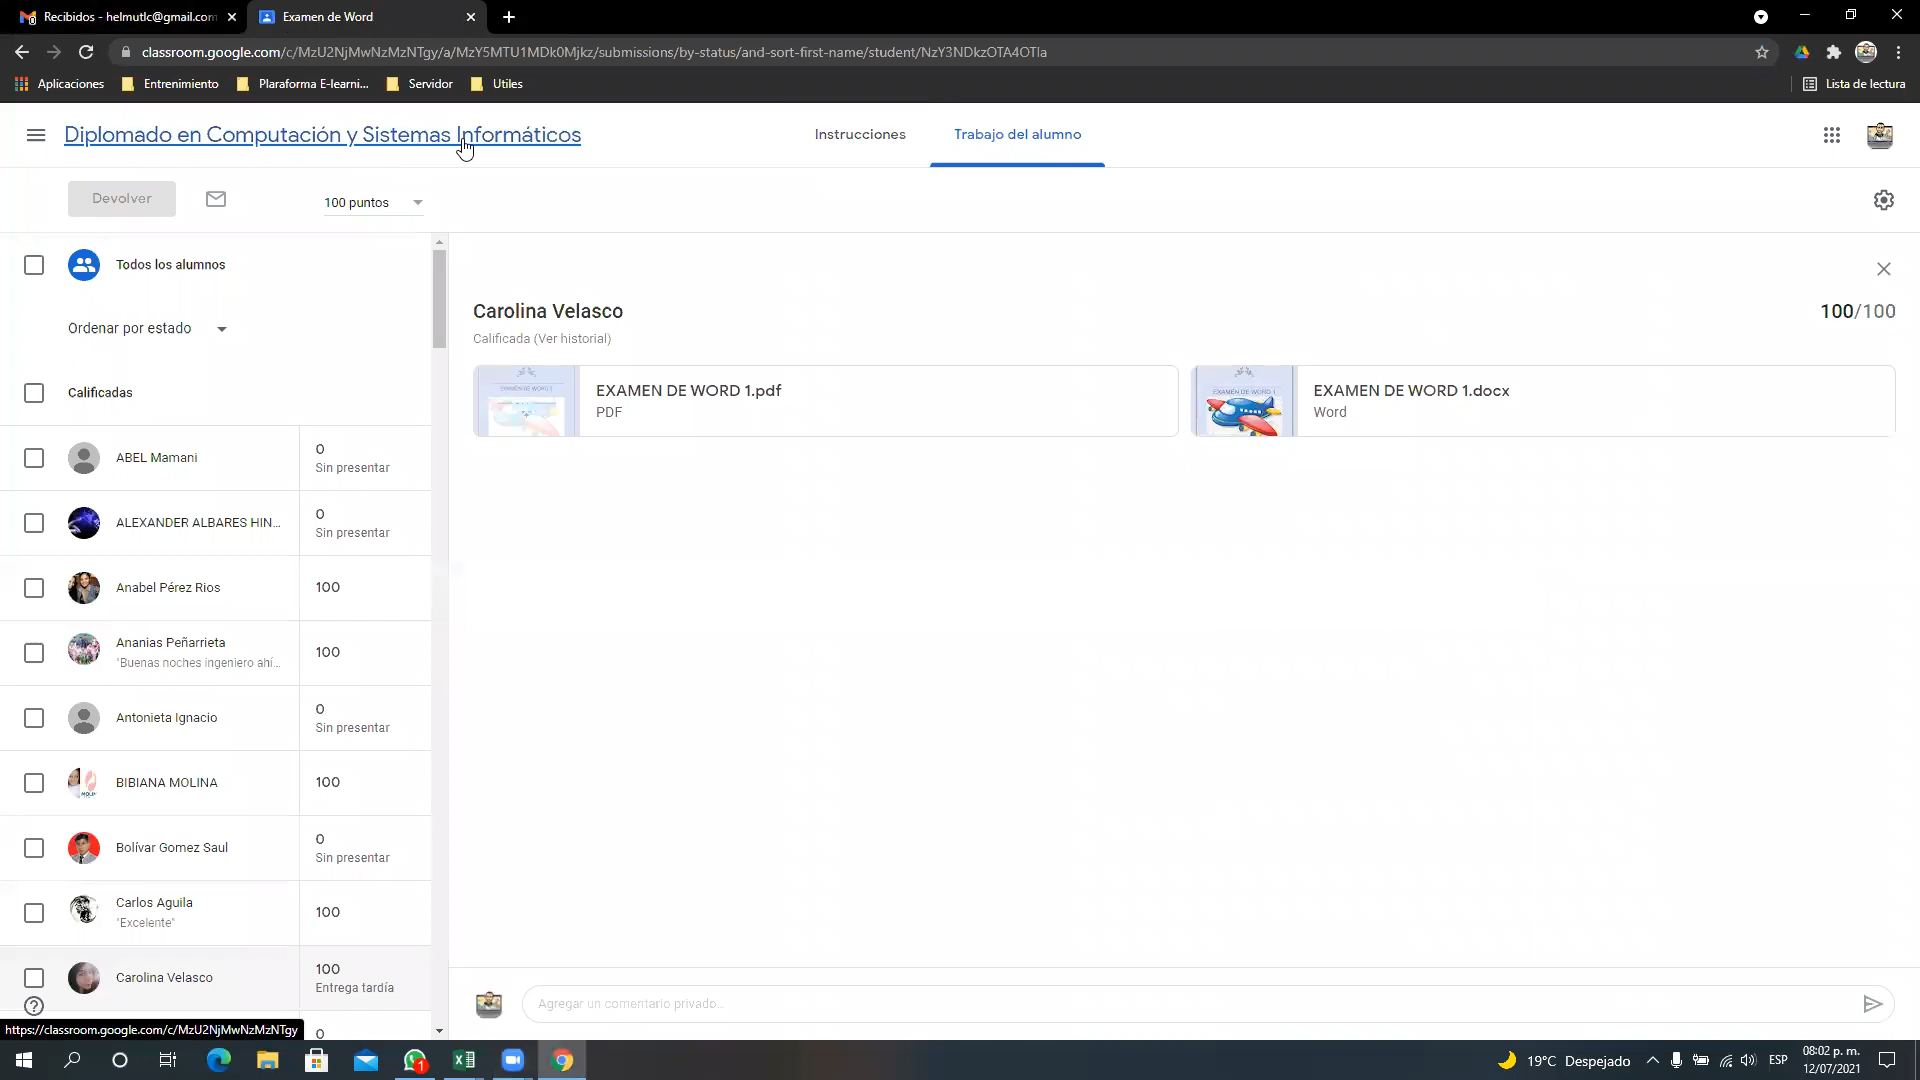 Recibidos - helmutlc@gmail.com
Examen de Word
classroom.google.com/c/MzU2NjMwNzMzNTgy/a/MzY5MTU1MDk0Mjkz/submissions/by-status/and-sort-first-name/student/NzY3NDkzOTA4OTla
Aplicaciones
Entrenimiento
Plaraforma E-learni...
Servidor
Utiles
Lista de lectura
Diplomado en Computación y Sistemas Informáticos
Instrucciones
Trabajo del alumno
Devolver
100 puntos
Todos los alumnos
Ordenar por estado
Calificadas
ABEL Mamani
0
Sin presentar
ALEXANDER ALBARES HIN...
0
Sin presentar
Anabel Pérez Rios
100
Ananias Peñarrieta
"Buenas noches ingeniero ahí...
100
Antonieta Ignacio
0
Sin presentar
BIBIANA MOLINA
100
Bolívar Gomez Saul
0
Sin presentar
Carlos Aguila
"Excelente"
100
Carolina Velasco
100
Entrega tardía
0
Carolina Velasco
100/100
Calificada (Ver historial)
EXAMEN DE WORD 1.pdf
PDF
EXAMEN DE WORD 1.docx
Word
Agregar un comentario privado...
https://classroom.google.com/c/MzU2NjMwNzMzNTgy
1
19°C Despejado
ESP
08:02 p. m.
12/07/2021